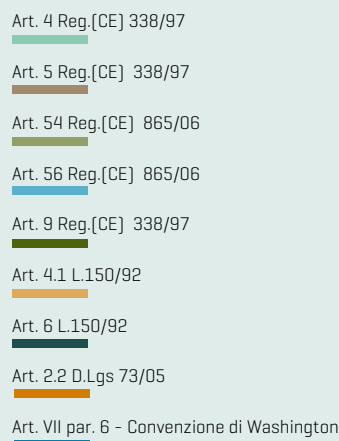 Art. 4 Reg.(CE) 338/97
Art. 5 Reg.(CE) 338/97
Art. 54 Reg.(CE) 865/06
Art. 56 Reg.(CE) 865/06
Art. 9 Reg.(CE) 338/97
Art. 4.1 L.150/92
Art. 6 L.150/92
Art. 2.2 D.Lgs 73/05
Art. VII par. 6 - Convenzione di Washington